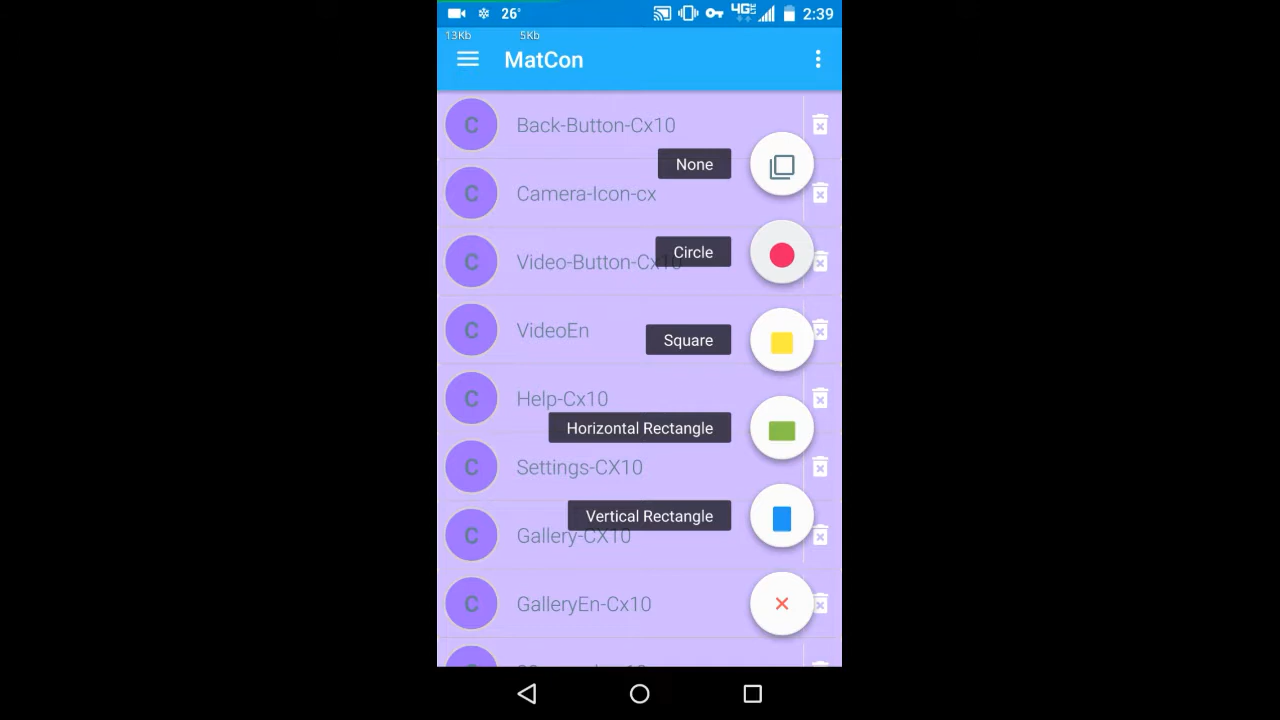 26°
4G LTE
2:39
13Kb
5Kb
MatCon
C
Back-Button-Cx10
None
C
Camera-Icon-cx
Circle
C
Video-Button-Cx10
C
VideoEn
Square
C
Help-Cx10
Horizontal Rectangle
C
Settings-CX10
Vertical Rectangle
C
Gallery-CX10
C
GalleryEn-Cx10